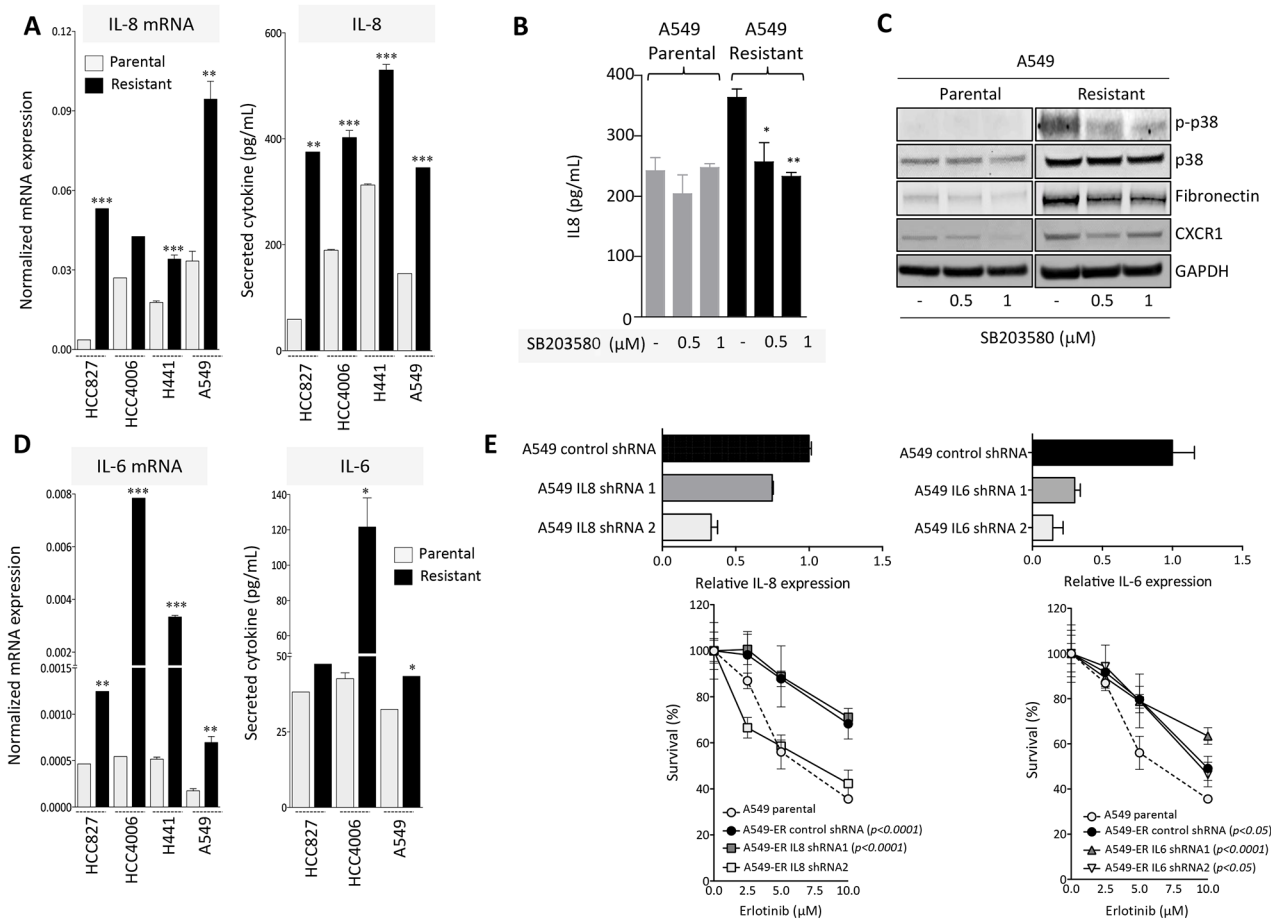 A
IL-8 mRNA
IL-8
Normalized mRNA expression
0.12
0.09
0.06
0.03
0.00
Parental
Resistant
***
***
**
HCC827
HCC4006
H441
A549
Secreted cytokine (pg/mL)
600
400
200
0
**
***
***
***
HCC827
HCC4006
H441
A549
B
A549
Parental
A549
Resistant
IL8 (pg/mL)
400
300
200
100
0
*
**
SB203580 (µM) - 0.5 1 - 0.5 1
C
A549
Parental Resistant
p-p38
p38
Fibronectin
CXCR1
GAPDH
- 0.5 1 - 0.5 1
SB203580 (µM)
D
IL-6 mRNA
IL-6
Normalized mRNA expression
0.008
0.006
0.004
0.002
0.0015
0.0010
0.0005
0.0000
**
***
***
**
HCC827
HCC4006
H441
A549
Secreted cytokine (pg/mL)
140
120
100
80
60
50
25
0
*
*
Parental
Resistant
HCC827
HCC4006
A549
E
A549 control shRNA
A549 IL8 shRNA 1
A549 IL8 shRNA 2
0.0 0.5 1.0 1.5
Relative IL-8 expression
A549 control shRNA
A549 IL6 shRNA 1
A549 IL6 shRNA 2
0.0 0.5 1.0 1.5
Relative IL-6 expression
Survival (%)
120
100
80
60
40
20
0
A549 parental
A549-ER control shRNA (p<0.0001)
A549-ER IL8 shRNA1 (p<0.0001)
A549-ER IL8 shRNA2
0.0 2.5 5.0 7.5 10.0
Erlotinib (µM)
Survival (%)
120
100
80
60
40
20
0
A549 parental
A549-ER control shRNA (p<0.05)
A549-ER IL6 shRNA1 (p<0.0001)
A549-ER IL6 shRNA2 (p<0.05)
0.0 2.5 5.0 7.5 10.0
Erlotinib (µM)